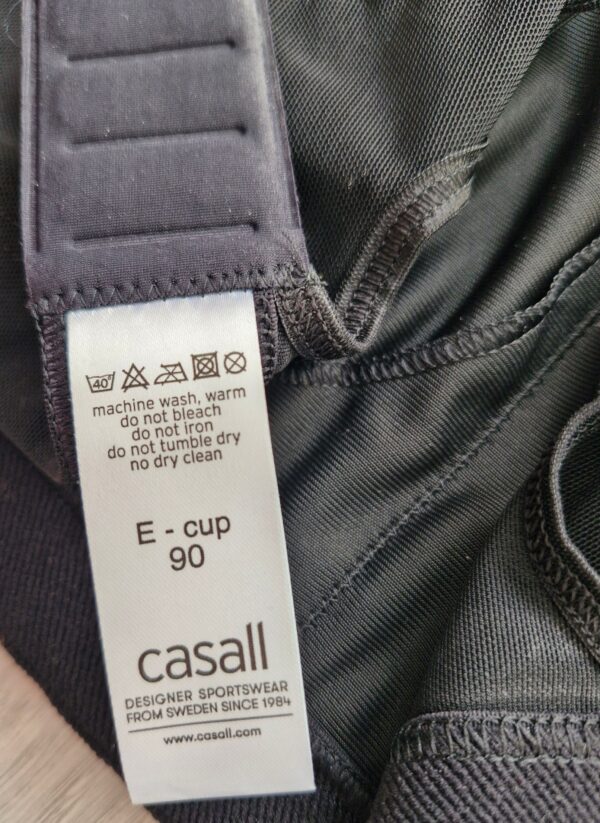 40°
machine wash, warm
do not bleach
do not iron
do not tumble dry
no dry clean
E - cup
90
casall
DESIGNER SPORTSWEAR
FROM SWEDEN SINCE 1984
www.casall.com